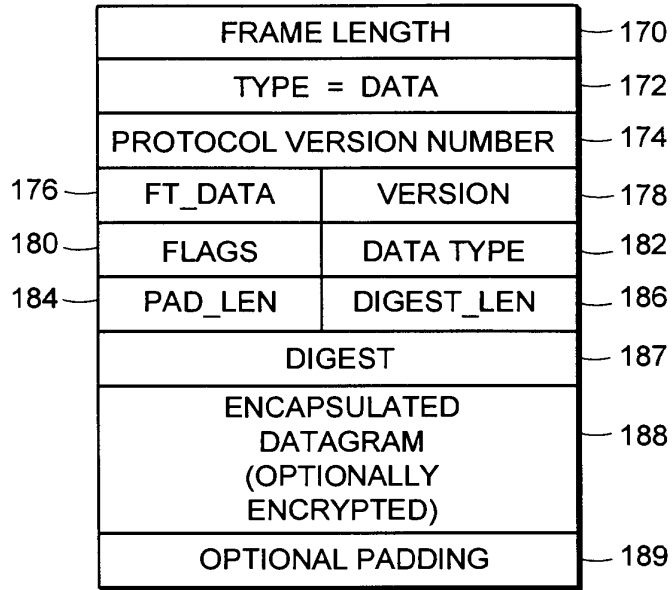 FRAME LENGTH 170
TYPE = DATA 172
PROTOCOL VERSION NUMBER 174
176 FT_DATA VERSION 178
180 FLAGS DATA TYPE 182
184 PAD_LEN DIGEST_LEN 186
DIGEST 187
ENCAPSULATED
DATAGRAM 188
(OPTIONALLY
ENCRYPTED)
OPTIONAL PADDING 189